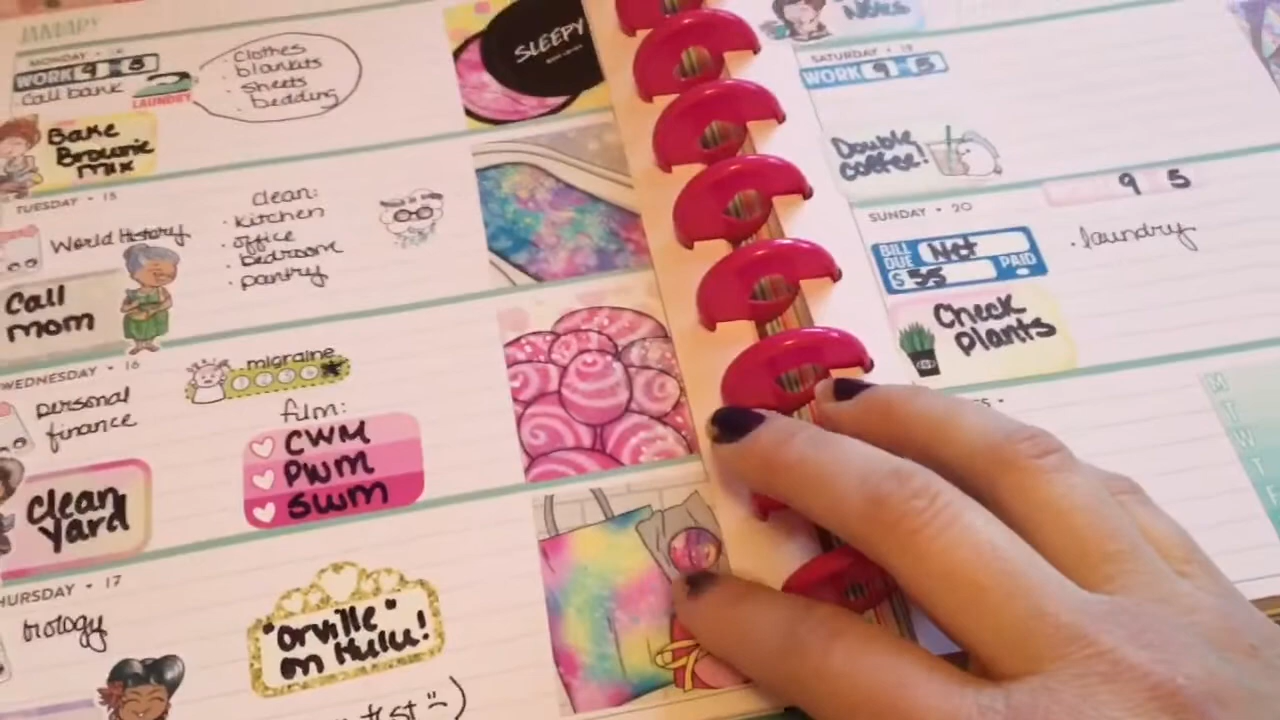 JANUARY
MONDAY • 14
WORK 9 5
Call bank
LAUNDRY
• Clothes
• blankets
• sheets
• bedding
SLEEPY
Bake
Brownie
mix
TUESDAY • 15
World History
Call
mom
clean:
• kitchen
• office
• bedroom
• pantry
WEDNESDAY • 16
personal
finance
clean
yard
migraine
film:
CWM
PWM
SWM
THURSDAY • 17
biology
"orville"
on Hulu!
Notes
SATURDAY • 19
WORK 9 5
Double
coffee!
9 5
SUNDAY • 20
BILL
DUE
$ 55
PAID
• laundry
Check
Plants
M
T
W
T
F